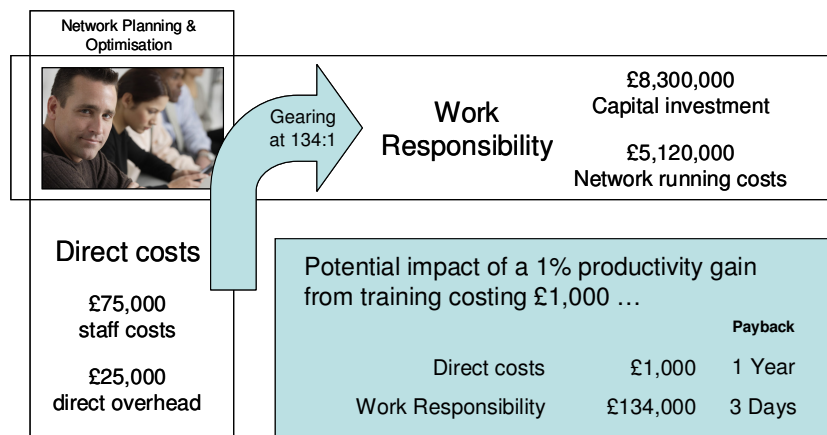 Network Planning &
Optimisation
Gearing
at 134:1
Work
Responsibility
£8,300,000
Capital investment
£5,120,000
Network running costs
Direct costs
£75,000
staff costs
£25,000
direct overhead
Potential impact of a 1% productivity gain
from training costing £1,000 …
Payback
Direct costs £1,000 1 Year
Work Responsibility £134,000 3 Days